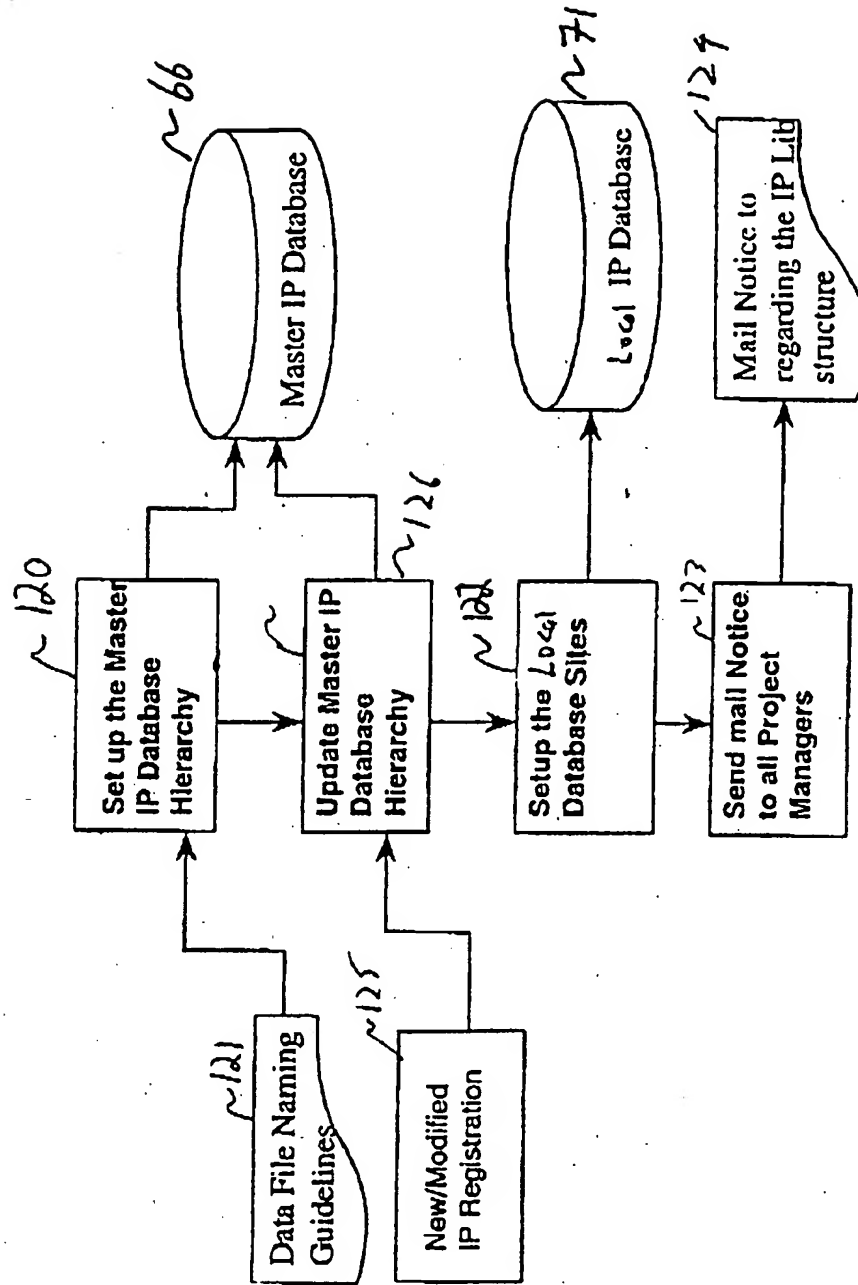 ~120
Set up the Master
IP Database
Hierarchy
~66
Master IP Database
~121
Data File Naming
Guidelines
~125
New/Modified
IP Registration
~126
Update Master IP
Database
Hierarchy
~122
Setup the Local
Database Sites
~71
Local IP Database
~123
Send mail Notice
to all Project
Managers
124
Mail Notice to
regarding the IP Lib
structure